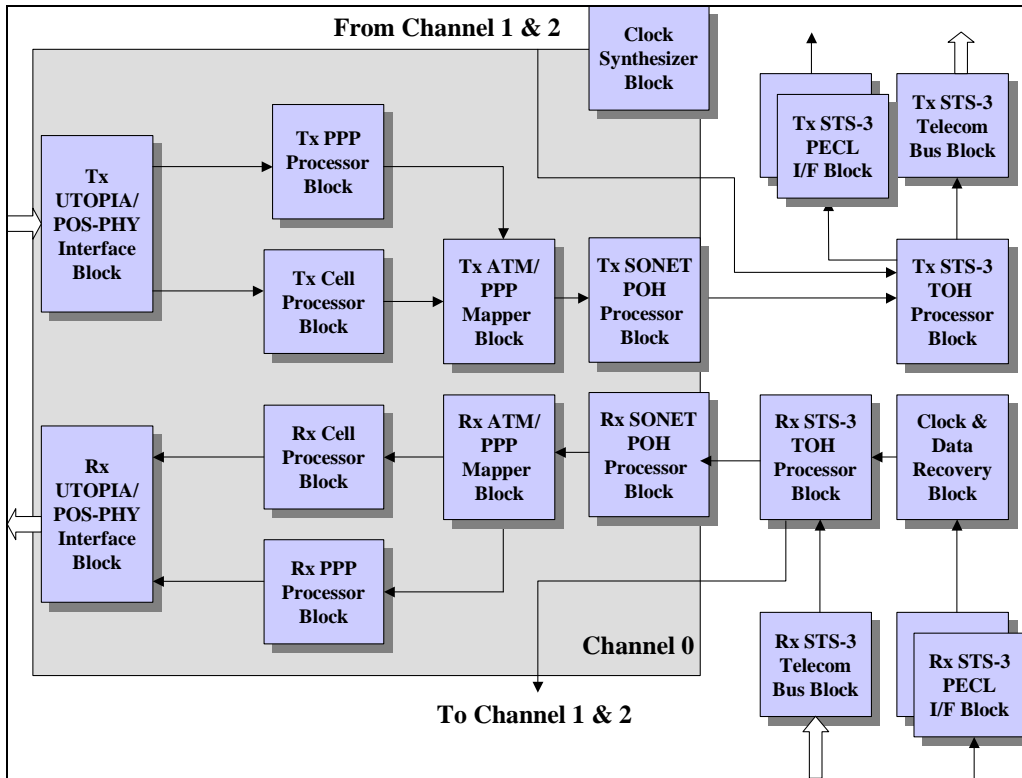 From Channel 1 & 2
Clock
Synthesizer
Block
Tx STS-3
PECL
I/F Block
Tx STS-3
Telecom
Bus Block
Tx
UTOPIA/
POS-PHY
Interface
Block
Tx PPP
Processor
Block
Tx Cell
Processor
Block
Tx ATM/
PPP
Mapper
Block
Tx SONET
POH
Processor
Block
Tx STS-3
TOH
Processor
Block
Rx
UTOPIA/
POS-PHY
Interface
Block
Rx Cell
Processor
Block
Rx ATM/
PPP
Mapper
Block
Rx SONET
POH
Processor
Block
Rx STS-3
TOH
Processor
Block
Clock &
Data
Recovery
Block
Rx PPP
Processor
Block
Channel 0
Rx STS-3
Telecom
Bus Block
Rx STS-3
PECL
I/F Block
To Channel 1 & 2